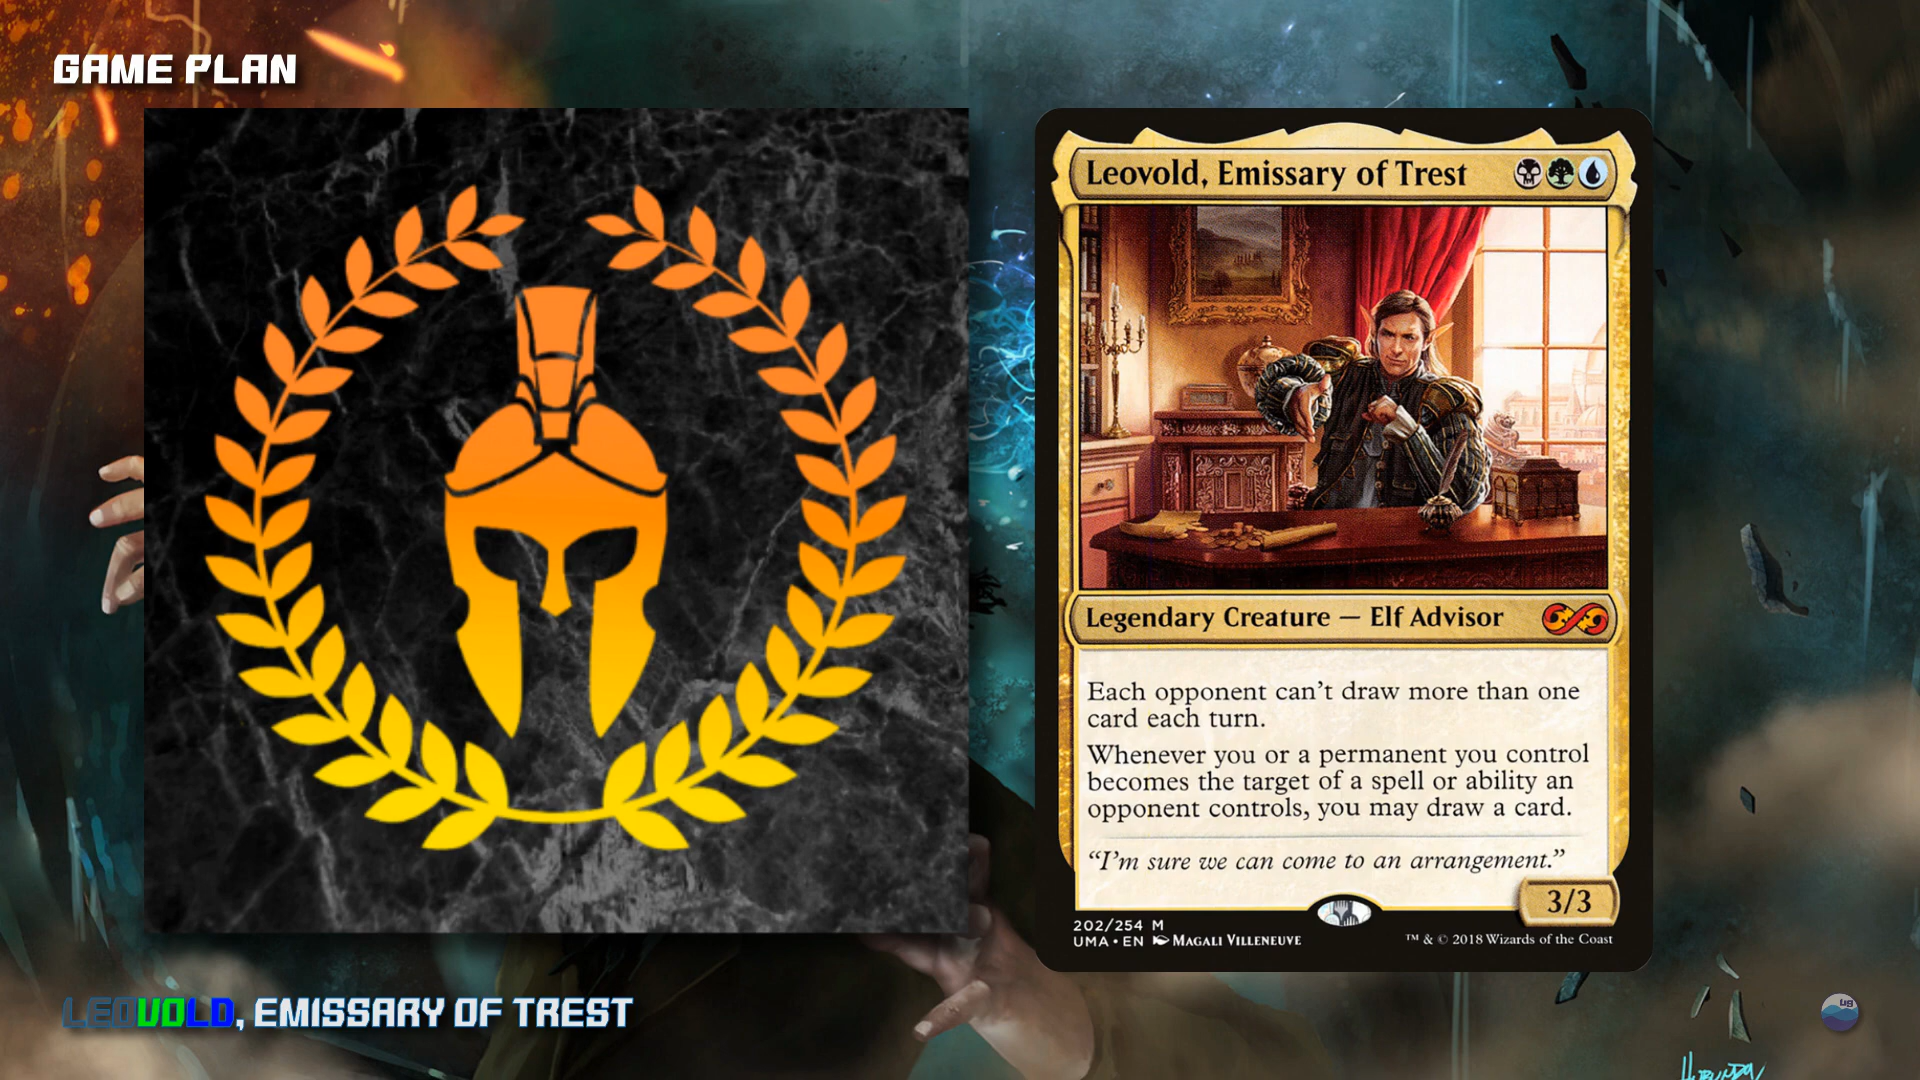 GAME PLAN
Leovold, Emissary of Trest
Legendary Creature — Elf Advisor
Each opponent can't draw more than one
card each turn.
Whenever you or a permanent you control
becomes the target of a spell or ability an
opponent controls, you may draw a card.
“I'm sure we can come to an arrangement.”
3/3
202/254 M
UMA • EN MAGALI VILLENEUVE
™ & © 2018 Wizards of the Coast
LEOVOLD, EMISSARY OF TREST